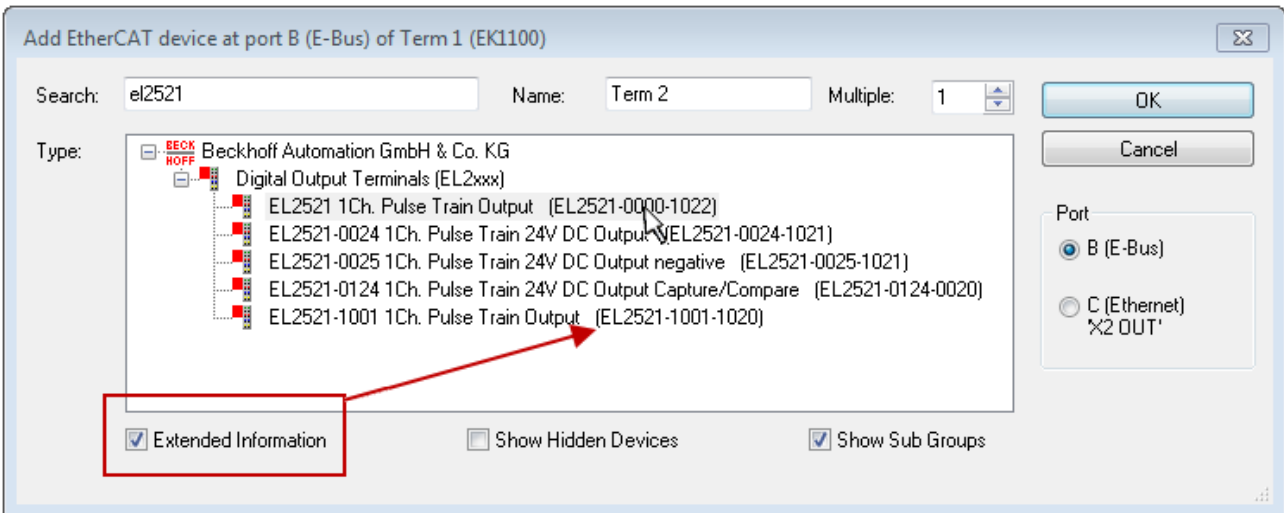 Add EtherCAT device at port B (E-Bus) of Term 1 (EK1100)
Search: el2521 Name: Term 2 Multiple: 1 OK
Type: BECKHOFF Beckhoff Automation GmbH & Co. KG Cancel
Digital Output Terminals (EL2xxx)
EL2521 1Ch. Pulse Train Output (EL2521-0000-1022)
Port
EL2521-0024 1Ch. Pulse Train 24V DC Output (EL2521-0024-1021)
B (E-Bus)
EL2521-0025 1Ch. Pulse Train 24V DC Output negative (EL2521-0025-1021)
EL2521-0124 1Ch. Pulse Train 24V DC Output Capture/Compare (EL2521-0124-0020)
C (Ethernet)
EL2521-1001 1Ch. Pulse Train Output (EL2521-1001-1020)
'X2 OUT'
Extended Information Show Hidden Devices Show Sub Groups